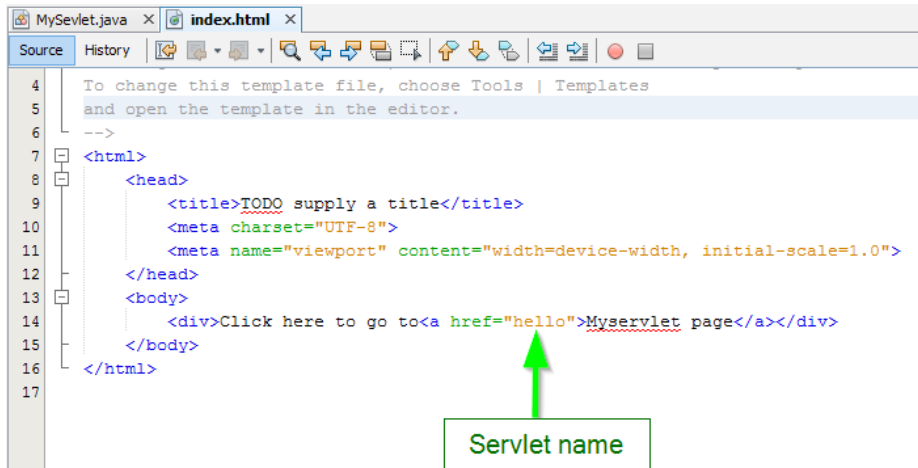 MySevlet.java index.html
Source History
4 To change this template file, choose Tools | Templates
5 and open the template in the editor.
6 -->
7 <html>
8 <head>
9 <title>TODO supply a title</title>
10 <meta charset="UTF-8">
11 <meta name="viewport" content="width=device-width, initial-scale=1.0">
12 </head>
13 <body>
14 <div>Click here to go to<a href="hello">Myservlet page</a></div>
15 </body>
16 </html>
17
Servlet name